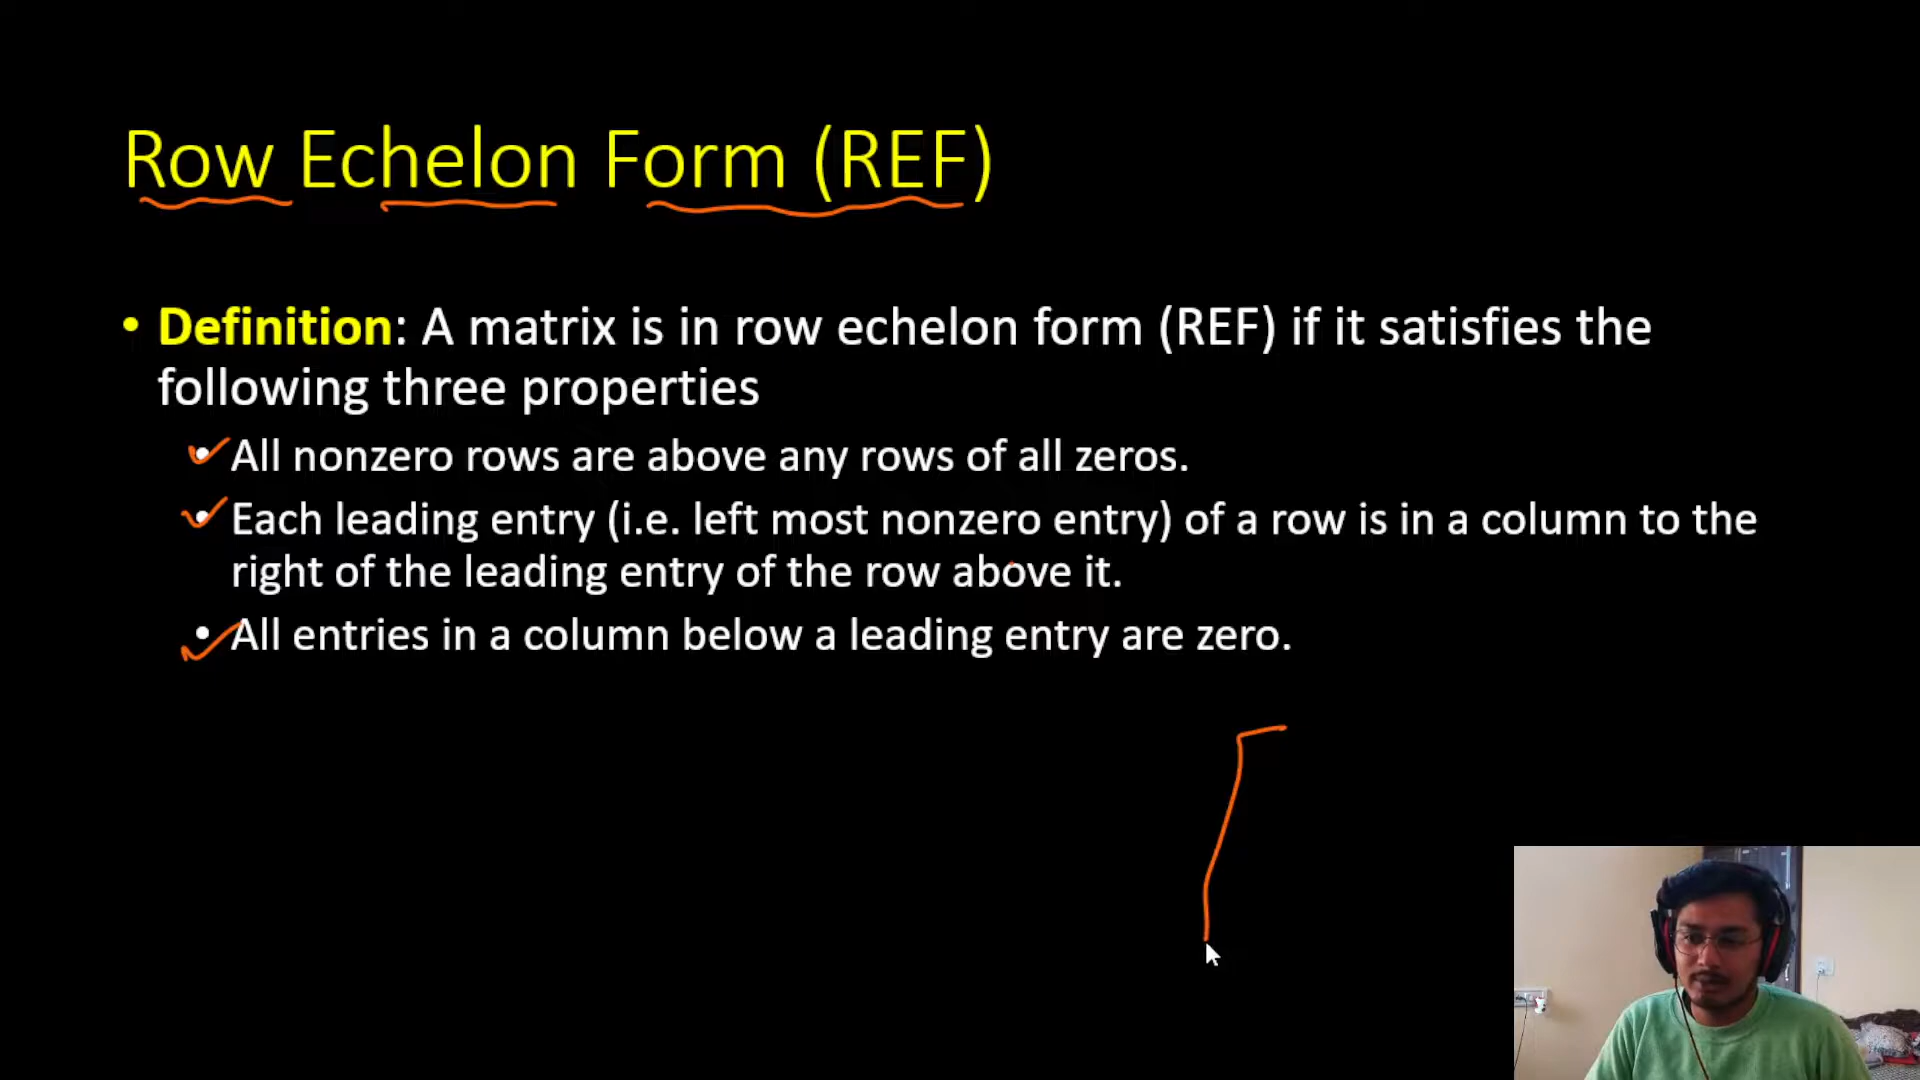 Row Echelon Form (REF)
• Definition: A matrix is in row echelon form (REF) if it satisfies the
following three properties
• All nonzero rows are above any rows of all zeros.
• Each leading entry (i.e. left most nonzero entry) of a row is in a column to the
right of the leading entry of the row above it.
• All entries in a column below a leading entry are zero.